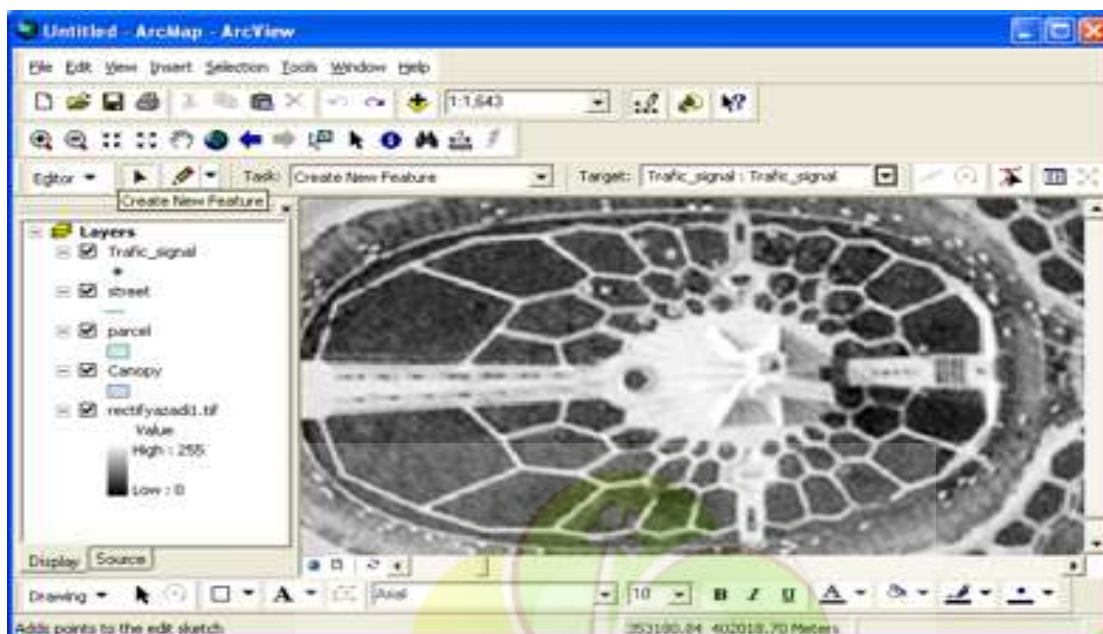 Untitled - ArcMap - ArcView
File Edit View Insert Selection Tools Window Help
1:1,643
Editor Task: Create New Feature Target: Trafic_signal : Trafic_signal
Create New Feature
Layers
Trafic_signal
street
parcel
Canopy
rectifyazadi1.tif
Value
High : 255
Low : 0
Display Source
Drawing A Arial 10 B I U A
Adds points to the edit sketch 402018.70 Meters